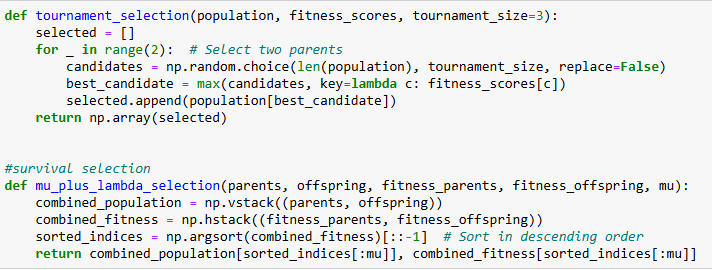 def tournament_selection(population, fitness_scores, tournament_size=3):
    selected = []
    for _ in range(2):  # Select two parents
        candidates = np.random.choice(len(population), tournament_size, replace=False)
        best_candidate = max(candidates, key=lambda c: fitness_scores[c])
        selected.append(population[best_candidate])
    return np.array(selected)

#survival selection
def mu_plus_lambda_selection(parents, offspring, fitness_parents, fitness_offspring, mu):
    combined_population = np.vstack((parents, offspring))
    combined_fitness = np.hstack((fitness_parents, fitness_offspring))
    sorted_indices = np.argsort(combined_fitness)[::-1]  # Sort in descending order
    return combined_population[sorted_indices[:mu]], combined_fitness[sorted_indices[:mu]]